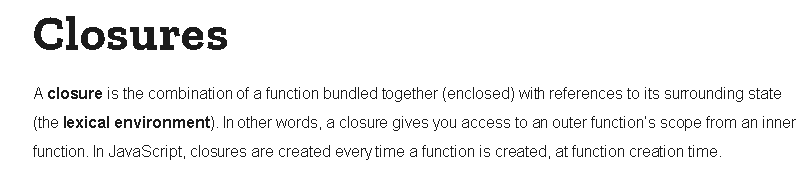 Closures
A closure is the combination of a function bundled together (enclosed) with references to its surrounding state
(the lexical environment). In other words, a closure gives you access to an outer function's scope from an inner
function. In JavaScript, closures are created every time a function is created, at function creation time.